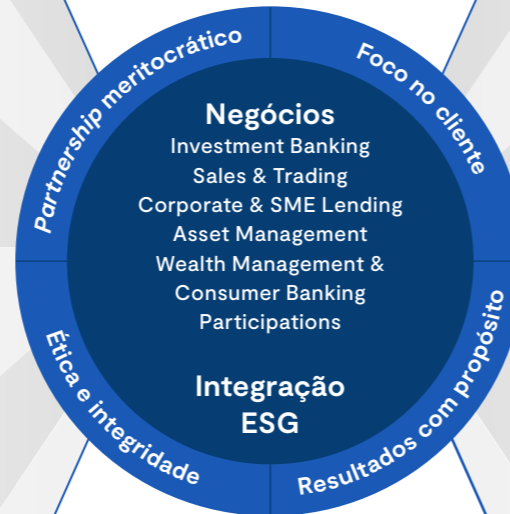 Partnership meritocrático
Foco no cliente
Negócios
Investment Banking
Sales & Trading
Corporate & SME Lending
Asset Management
Wealth Management &
Consumer Banking
Participations
Integração
ESG
Ética e integridade
Resultados com propósito